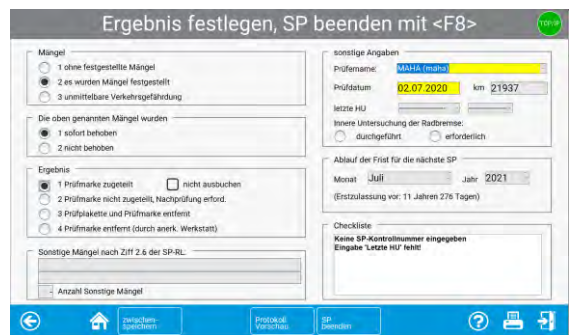 Ergebnis festlegen, SP beenden mit <F8>
TCP/IP
Mängel
1 ohne festgestellte Mängel
2 es wurden Mängel festgestellt
3 unmittelbare Verkehrsgefährdung
Die oben genannten Mängel wurden
1 sofort behoben
2 nicht behoben
Ergebnis
1 Prüfmarke zugeteilt nicht ausbuchen
2 Prüfmarke nicht zugeteilt, Nachprüfung erford.
3 Prüfplakette und Prüfmarke entfernt
4 Prüfmarke entfernt (durch anerk. Werkstatt)
Sonstige Mängel nach Ziff 2.6 der SP-RL.
- Anzahl Sonstige Mängel
sonstige Angaben
Prüfername: MAHA (maha)
Prüfdatum 02.07.2020 km 21937
letzte HU
Innere Untersuchung der Radbremse:
durchgeführt erforderlich
Ablauf der Frist für die nächste SP
Monat Juli Jahr 2021
(Erstzulassung vor: 11 Jahren 276 Tagen)
Checkliste
Keine SP-Kontrollnummer eingegeben
Eingabe 'Letzte HU' fehlt!
zwischen-
speichern
Protokoll
Vorschau
SP
beenden